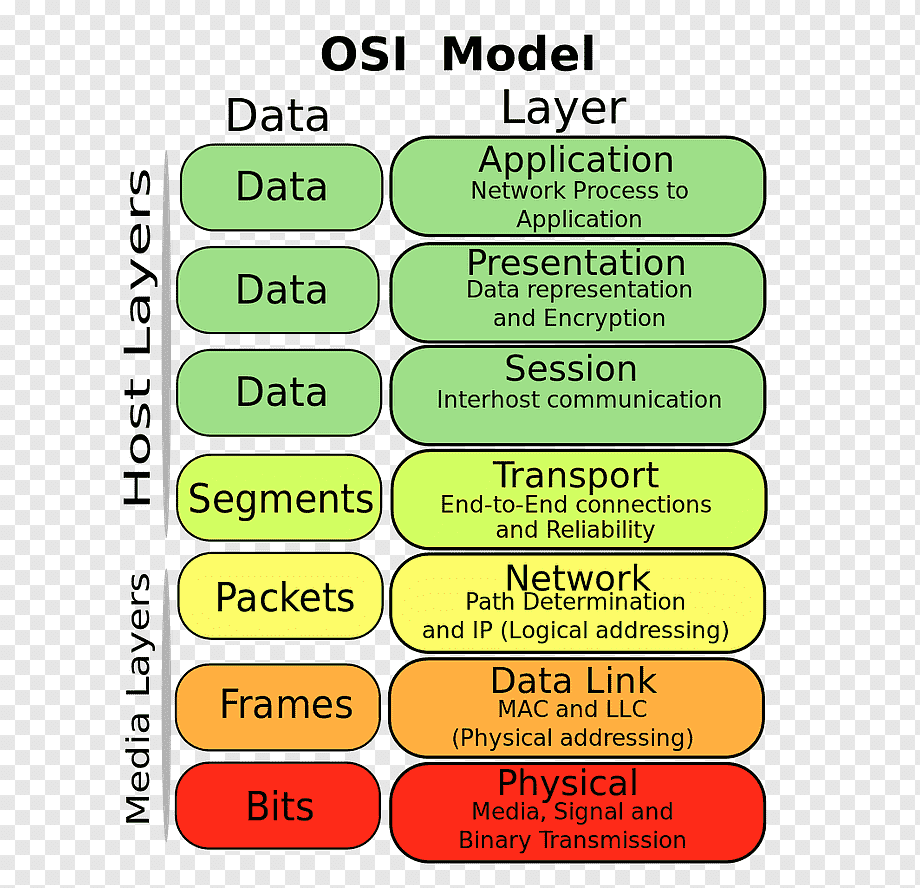 OSI Model
Data
Layer
Host Layers
Data
Application
Network Process to
Application
Data
Presentation
Data representation
and Encryption
Data
Session
Interhost communication
Segments
Transport
End-to-End connections
and Reliability
Media Layers
Packets
Network
Path Determination
and IP (Logical addressing)
Frames
Data Link
MAC and LLC
(Physical addressing)
Bits
Physical
Media, Signal and
Binary Transmission